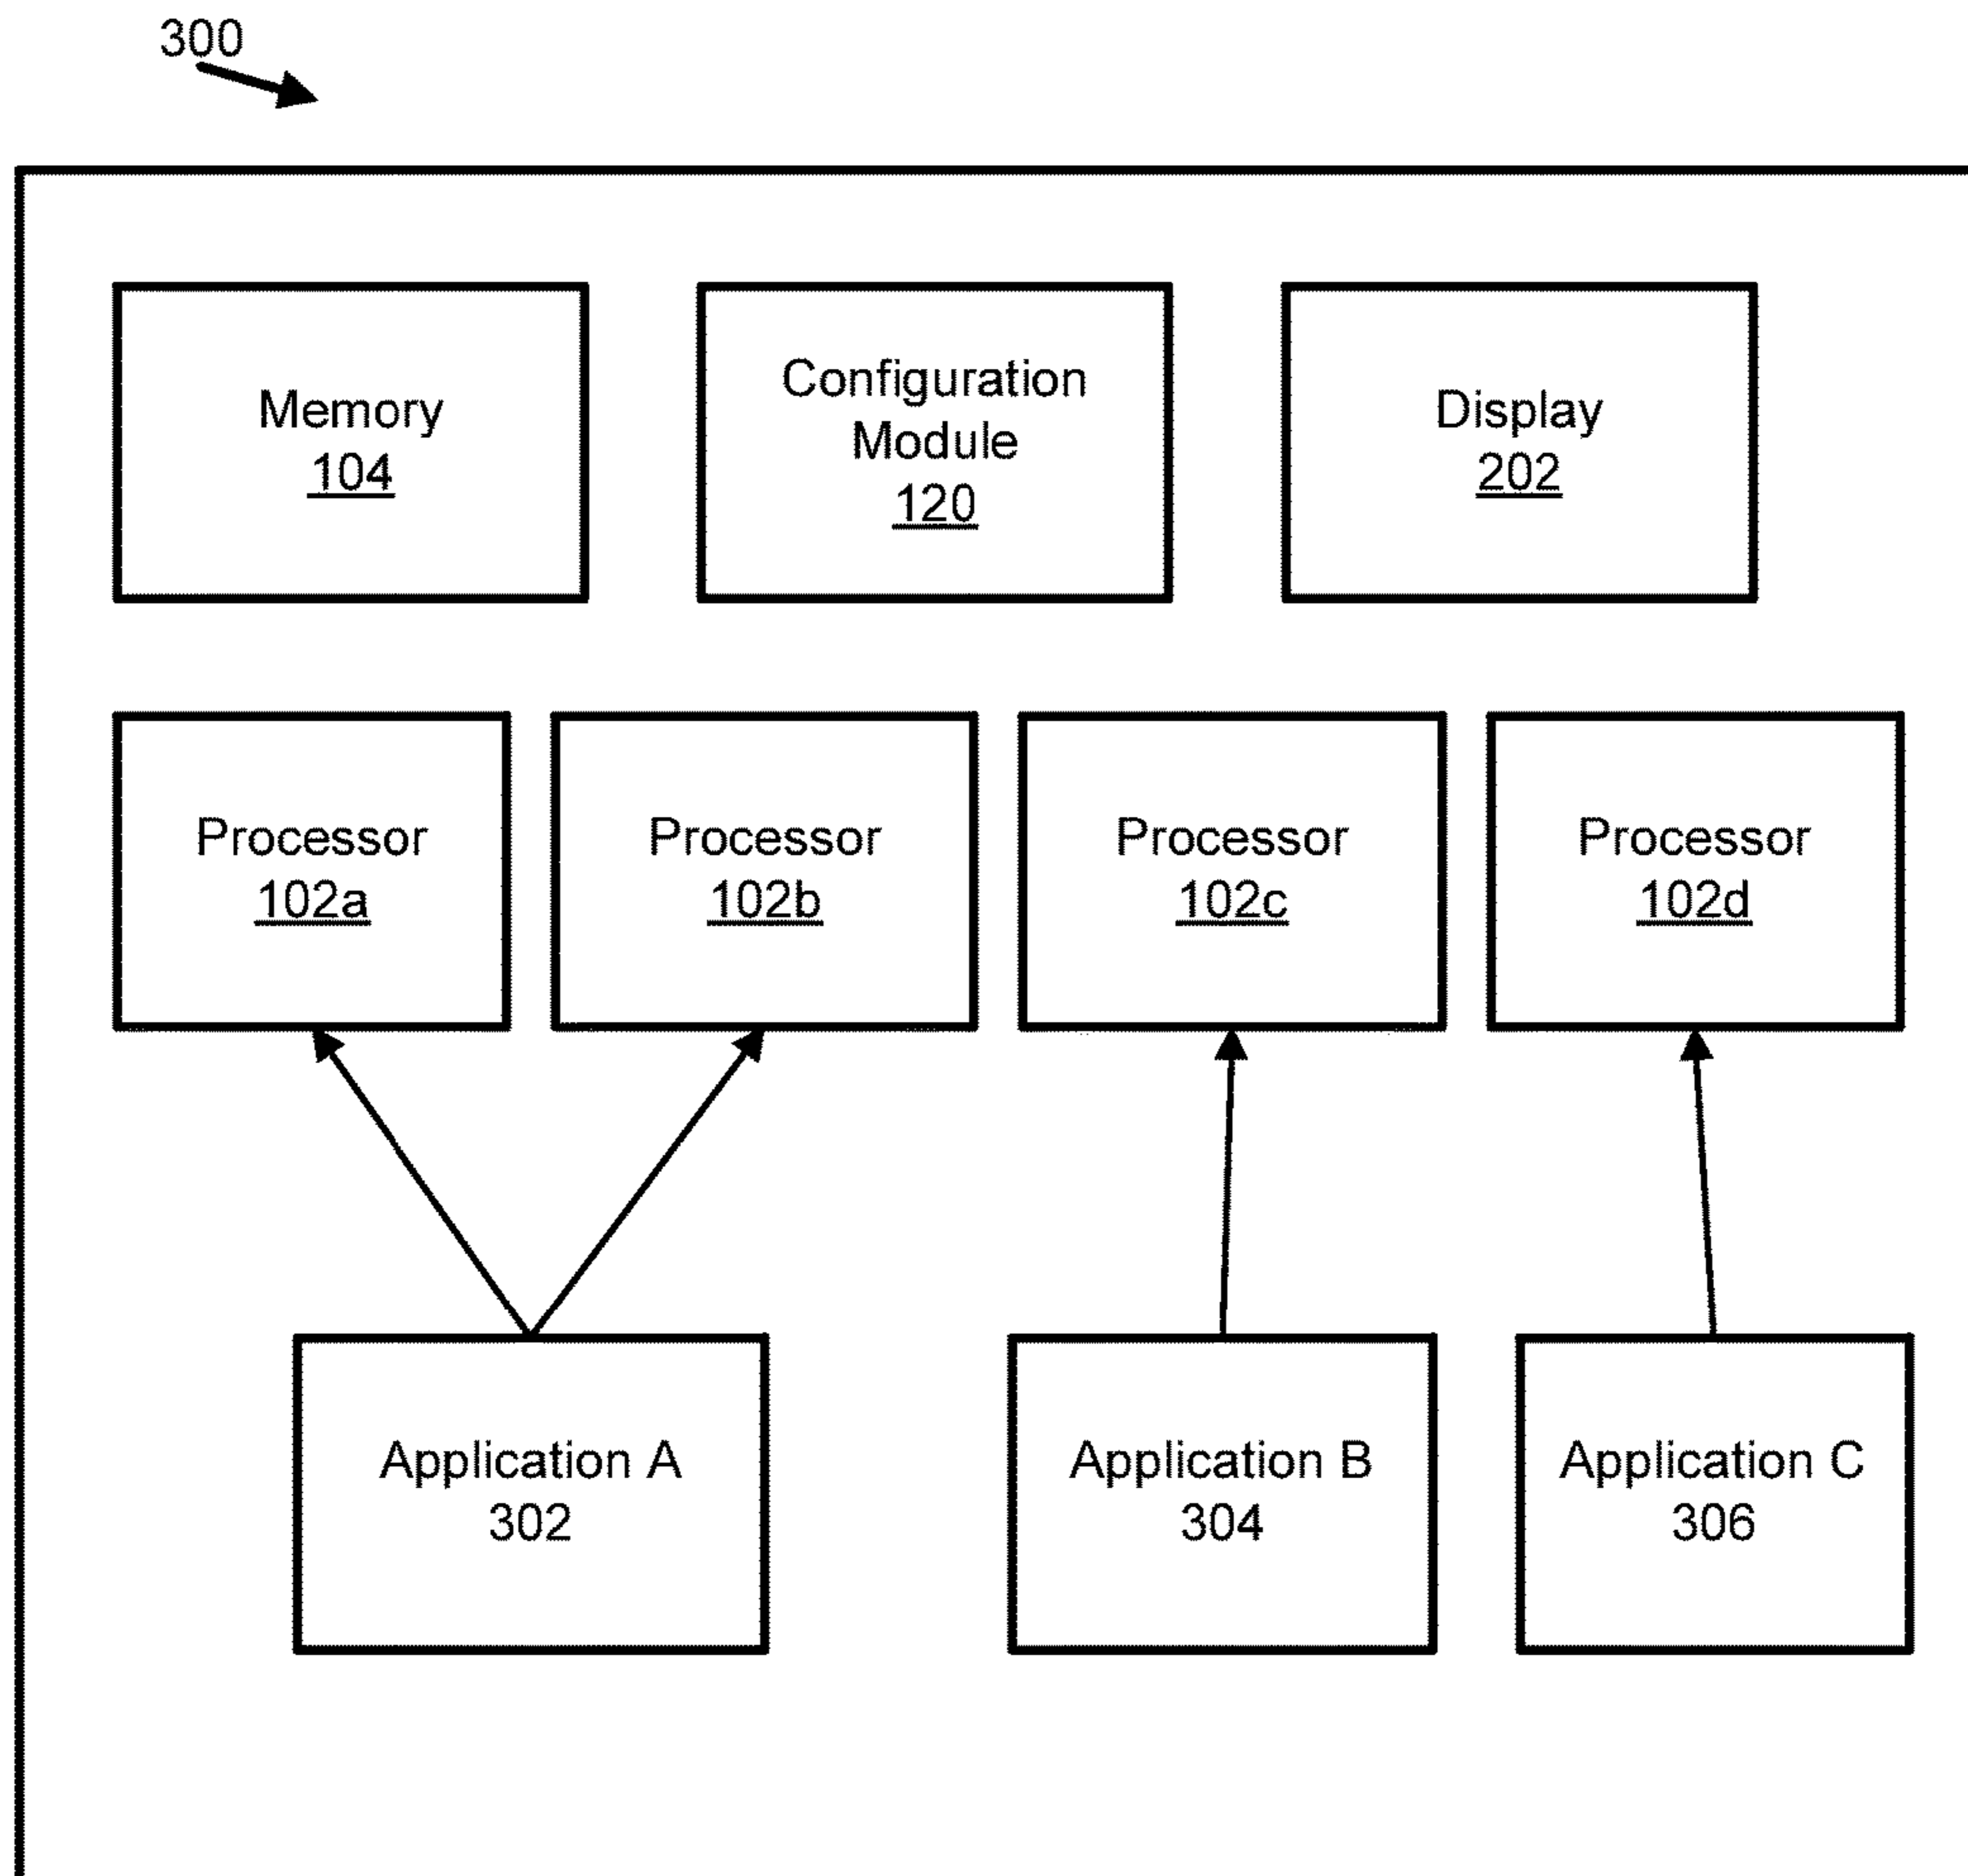 300
Memory
104
Configuration
Module
120
Display
202
Processor
102a
Processor
102b
Processor
102c
Processor
102d
Application A
302
Application B
304
Application C
306